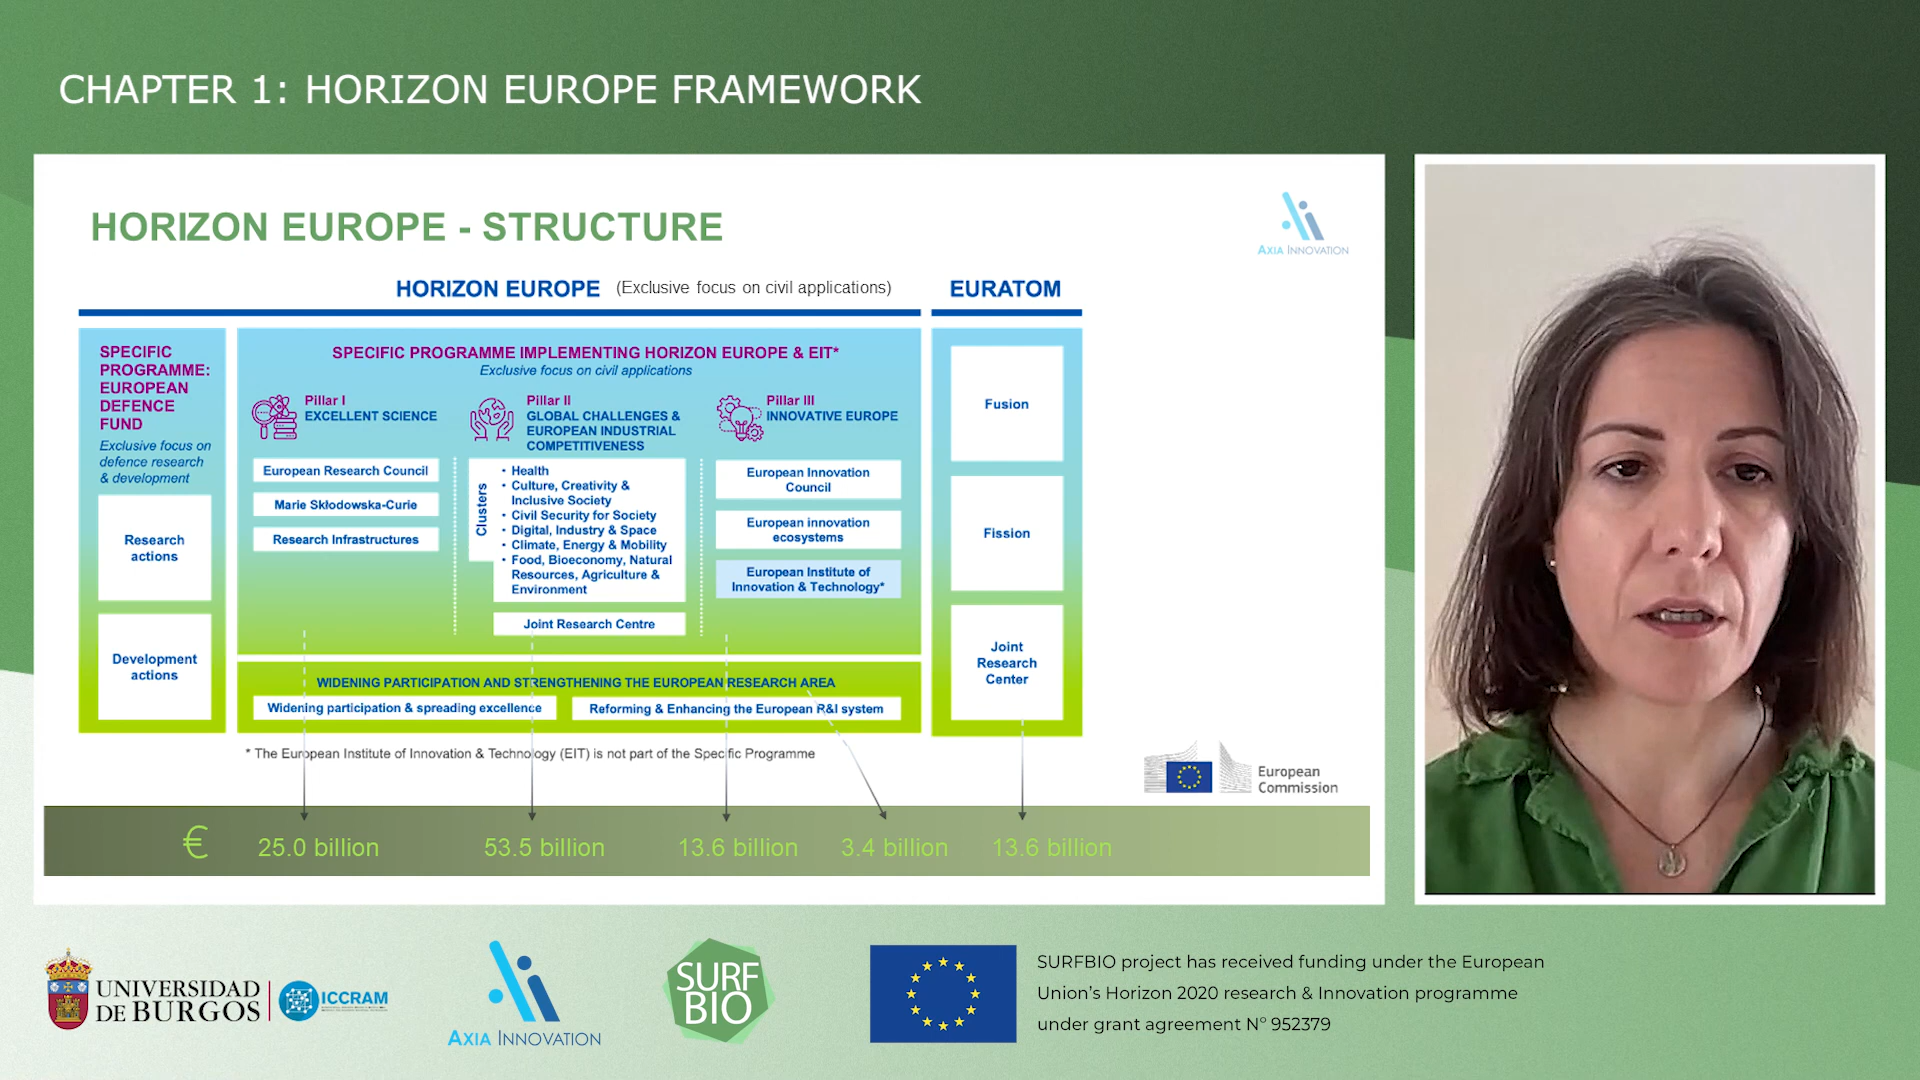 CHAPTER 1: HORIZON EUROPE FRAMEWORK
HORIZON EUROPE - STRUCTURE
AXIA INNOVATION
HORIZON EUROPE (Exclusive focus on civil applications)
EURATOM
SPECIFIC
PROGRAMME:
EUROPEAN
DEFENCE
FUND
Exclusive focus on
defence research
& development
Research
actions
Development
actions
SPECIFIC PROGRAMME IMPLEMENTING HORIZON EUROPE & EIT*
Exclusive focus on civil applications
Pillar I
EXCELLENT SCIENCE
European Research Council
Marie Skłodowska-Curie
Research Infrastructures
Pillar II
GLOBAL CHALLENGES &
EUROPEAN INDUSTRIAL
COMPETITIVENESS
Clusters
• Health
• Culture, Creativity &
Inclusive Society
• Civil Security for Society
• Digital, Industry & Space
• Climate, Energy & Mobility
• Food, Bioeconomy, Natural
Resources, Agriculture &
Environment
Joint Research Centre
Pillar III
INNOVATIVE EUROPE
European Innovation
Council
European innovation
ecosystems
European Institute of
Innovation & Technology*
Fusion
Fission
Joint
Research
Center
WIDENING PARTICIPATION AND STRENGTHENING THE EUROPEAN RESEARCH AREA
Widening participation & spreading excellence
Reforming & Enhancing the European R&I system
* The European Institute of Innovation & Technology (EIT) is not part of the Specific Programme
European
Commission
€ 25.0 billion 53.5 billion 13.6 billion 3.4 billion 13.6 billion
UNIVERSIDAD
DE BURGOS
ICCRAM
AXIA INNOVATION
SURF
BIO
SURFBIO project has received funding under the European
Union's Horizon 2020 research & Innovation programme
under grant agreement Nº 952379